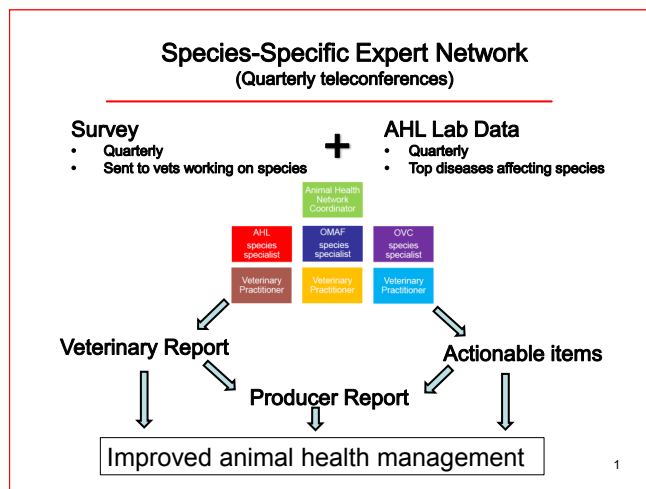 Species-Specific Expert Network
(Quarterly teleconferences)
Survey
• Quarterly
• Sent to vets working on species
+
AHL Lab Data
• Quarterly
• Top diseases affecting species
Animal Health
Network
Coordinator
AHL
species
specialist
OMAF
species
specialist
OVC
species
specialist
Veterinary
Practitioner
Veterinary
Practitioner
Veterinary
Practitioner
Veterinary Report
Actionable items
Producer Report
Improved animal health management
1